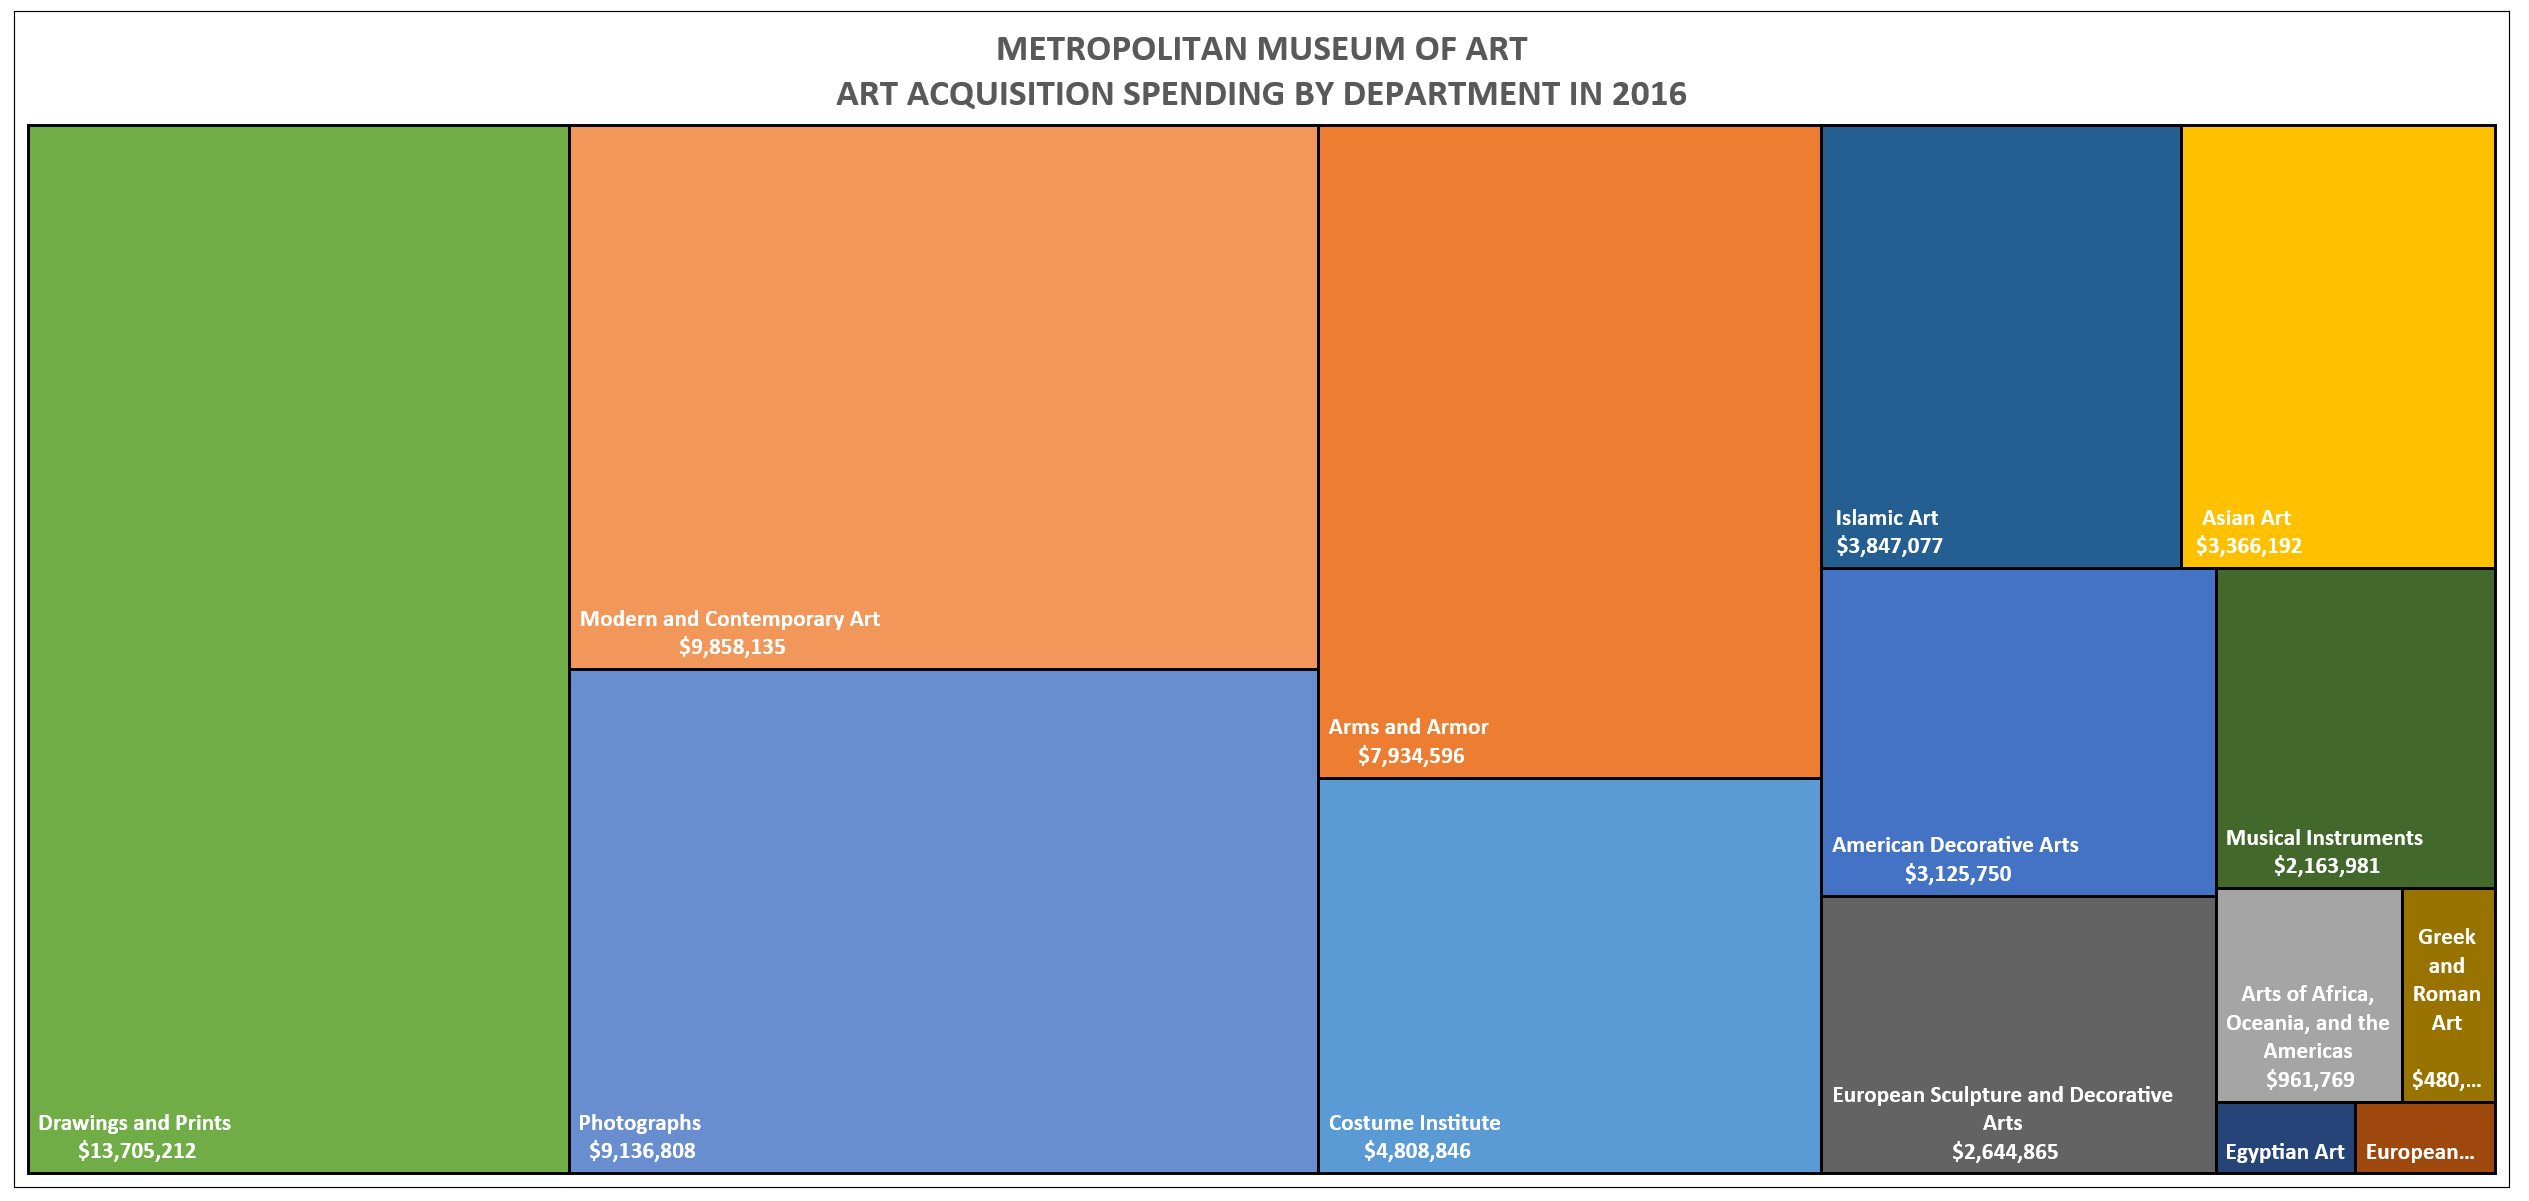 METROPOLITAN MUSEUM OF ART
ART ACQUISITION SPENDING BY DEPARTMENT IN 2016
Drawings and Prints
$13,705,212
Modern and Contemporary Art
$9,858,135
Photographs
$9,136,808
Arms and Armor
$7,934,596
Costume Institute
$4,808,846
Islamic Art
$3,847,077
Asian Art
$3,366,192
American Decorative Arts
$3,125,750
European Sculpture and Decorative
Arts
$2,644,865
Musical Instruments
$2,163,981
Arts of Africa,
Oceania, and the
Americas
$961,769
Greek
and
Roman
Art
$480,...
Egyptian Art
European...